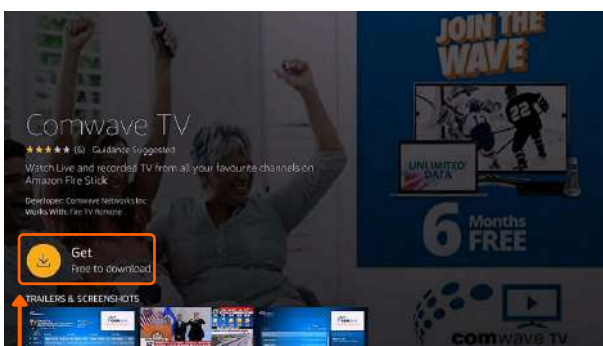 JOIN THE
WAVE
Comwave TV
(6) Guidance Suggested
Watch Live and recorded TV from all your favourite channels on
Amazon Fire Stick
Developer: Comwave Networks Inc
Works With: Fire TV Remote
UNLIMITED
DATA
22
6 Months
FREE
Get
Free to download
TRAILERS & SCREENSHOTS
comwave.tv